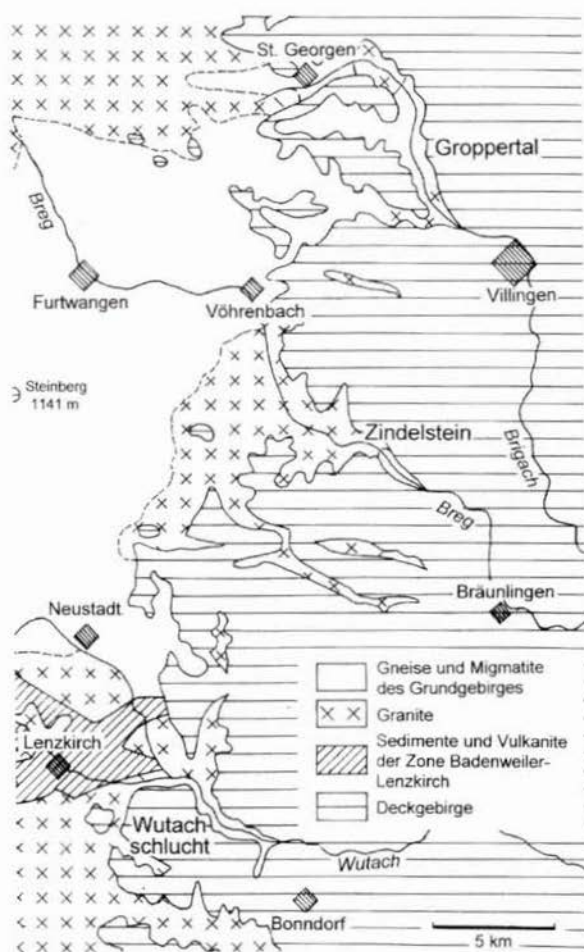 St. Georgen
Groppertal
Breg
Furtwangen
Vöhrenbach
Villingen
Steinberg
1141 m
Zindelstein
Brigach
Breg
Bräunlingen
Neustadt
Gneise und Migmatite
des Grundgebirges
Granite
Lenzkirch
Sedimente und Vulkanite
der Zone Badenweiler-
Lenzkirch
Deckgebirge
Wutach-
schlucht
Wutach
Bonndorf
5 km